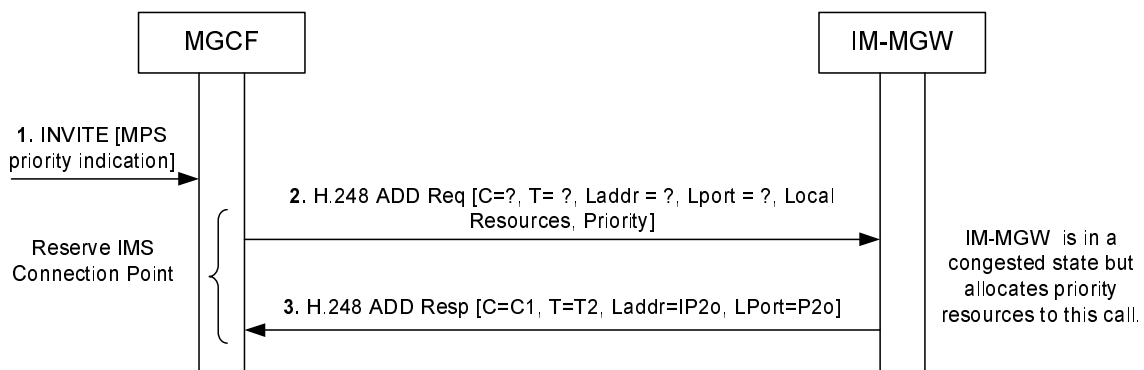 MGCF
IM-MGW
1. INVITE [MPS
priority indication]
2. H.248 ADD Req [C=?, T= ?, Laddr = ?, Lport = ?, Local
Resources, Priority]
Reserve IMS
Connection Point
IM-MGW is in a
congested state but
allocates priority
resources to this call.
3. H.248 ADD Resp [C=C1, T=T2, Laddr=IP2o, LPort=P2o]